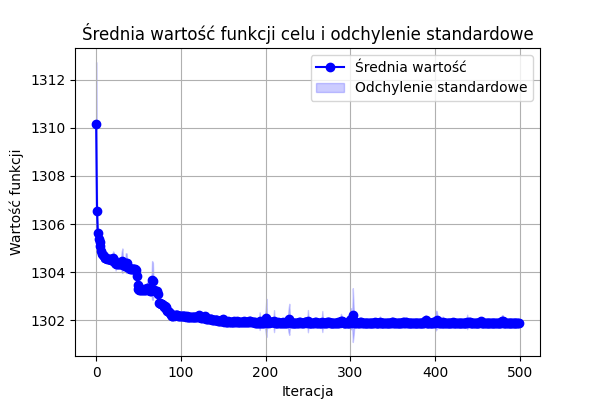 Średnia wartość funkcji celu i odchylenie standardowe
Średnia wartość
Odchylenie standardowe
Wartość funkcji
1312
1310
1308
1306
1304
1302
0 100 200 300 400 500
Iteracja